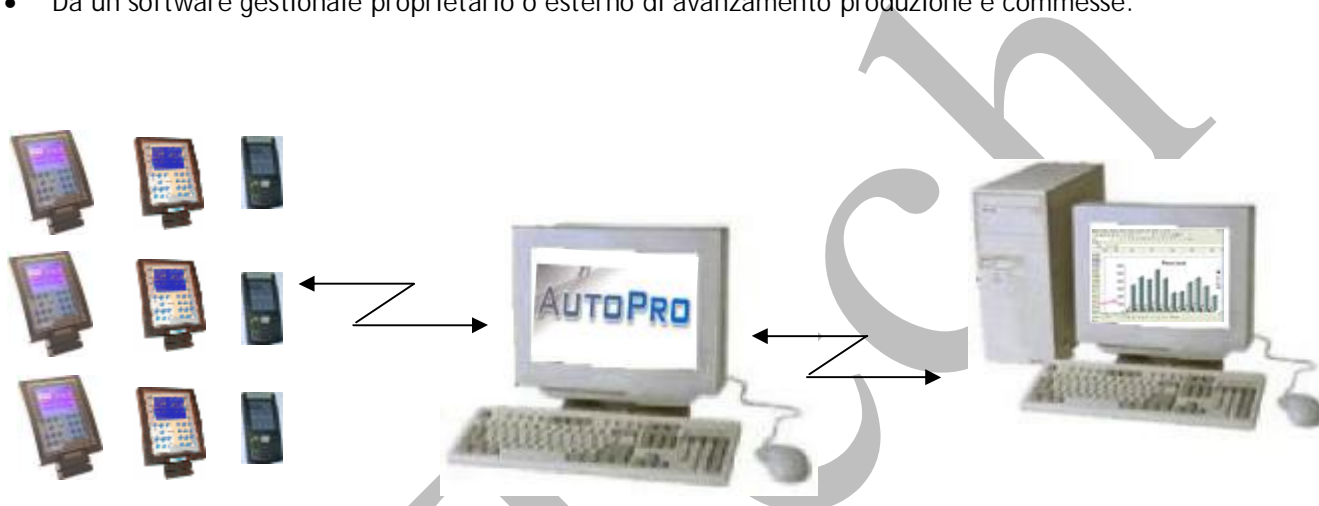 • Da un software gestionale proprietario o esterno di avanzamento produzione e commesse.
AUTOPRO